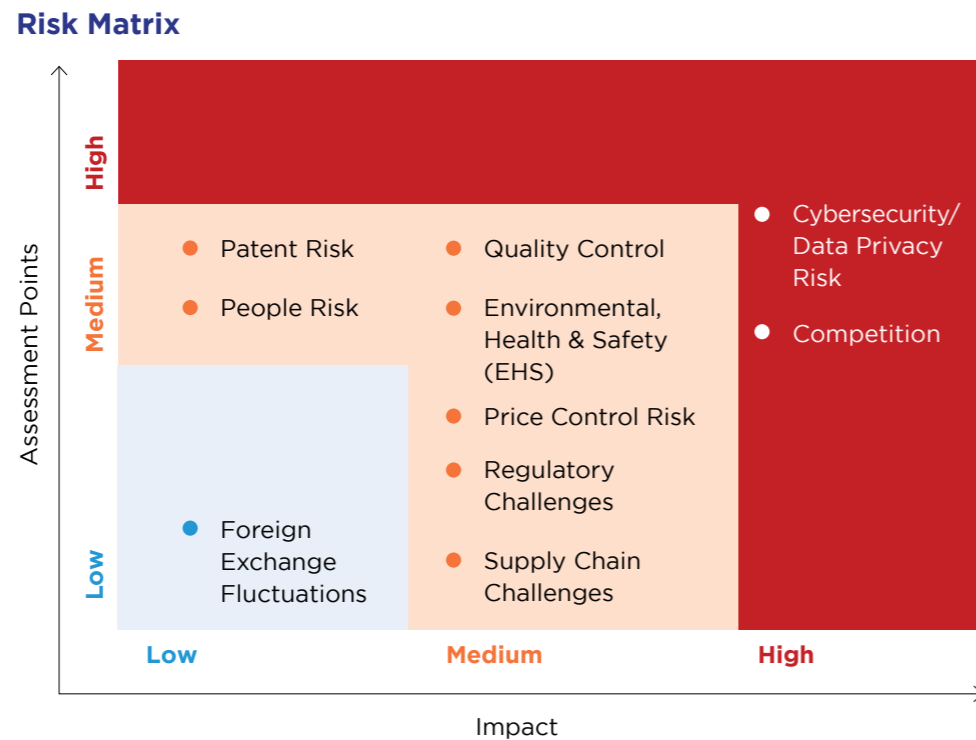 Risk Matrix
Assessment Points
High
Medium
Low
Patent Risk
People Risk
Foreign
Exchange
Fluctuations
Quality Control
Environmental,
Health & Safety
(EHS)
Price Control Risk
Regulatory
Challenges
Supply Chain
Challenges
Cybersecurity/
Data Privacy
Risk
Competition
Low
Medium
High
Impact